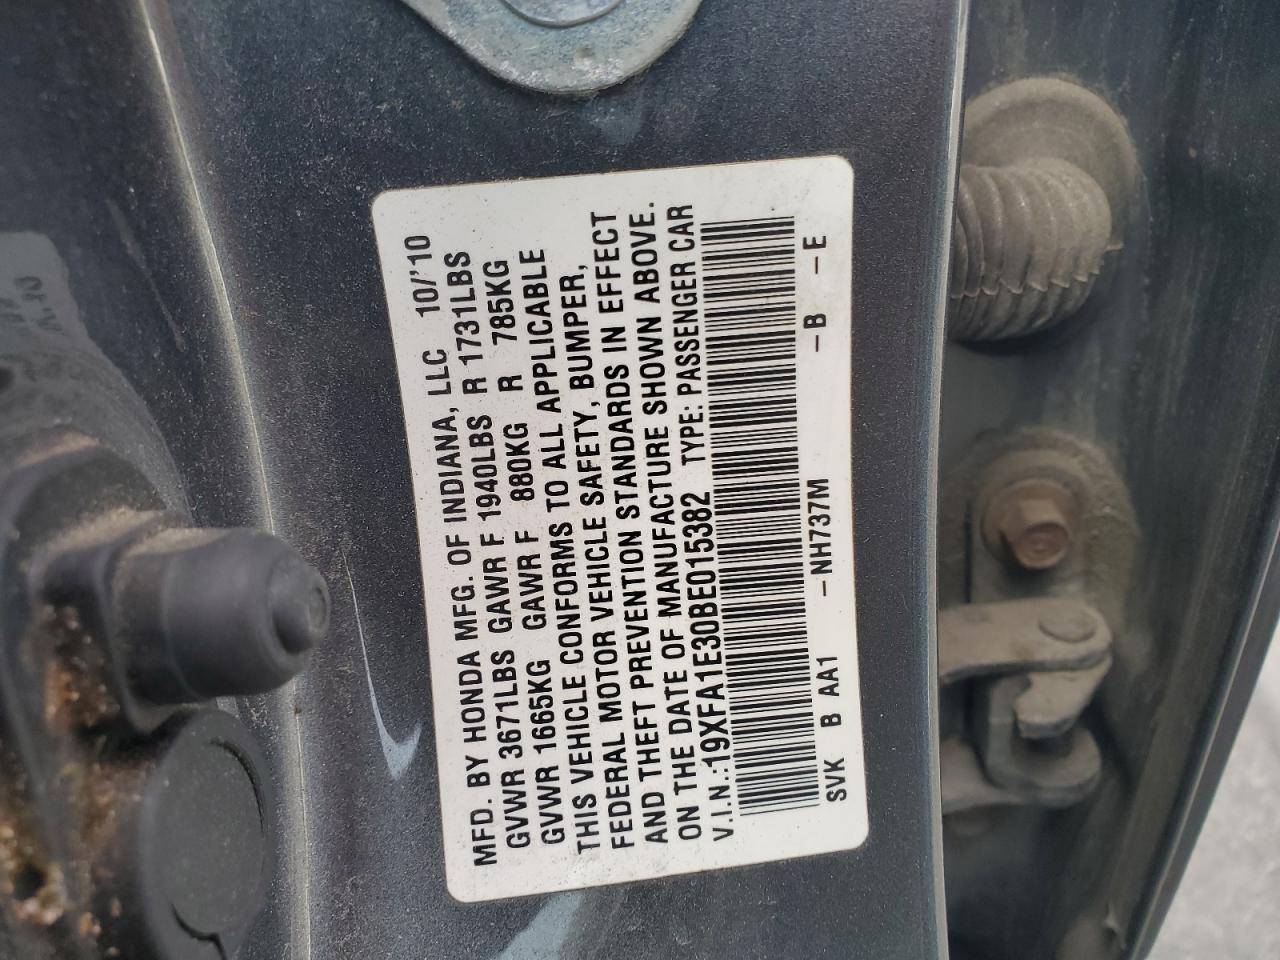 MFD. BY HONDA MFG. OF INDIANA, LLC 10/'10
GVWR 3671LBS GAWR F 1940LBS R 1731LBS
GVWR 1665KG GAWR F 880KG R 785KG
THIS VEHICLE CONFORMS TO ALL APPLICABLE
FEDERAL MOTOR VEHICLE SAFETY, BUMPER,
AND THEFT PREVENTION STANDARDS IN EFFECT
ON THE DATE OF MANUFACTURE SHOWN ABOVE.
V.I.N.:19XFA1E30BE015382 TYPE: PASSENGER CAR
SVK B AA1 -NH737M -B -E